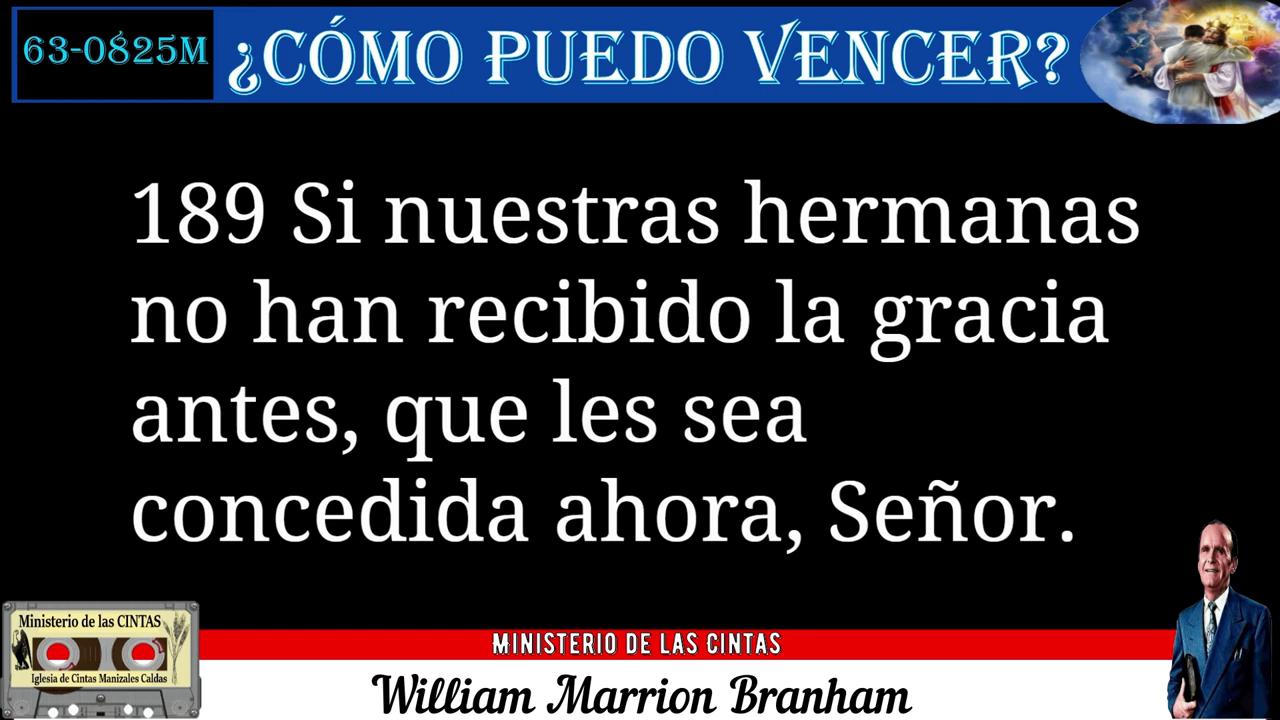 63-0825M
¿CÓMO PUEDO VENCER?
189 Si nuestras hermanas
no han recibido la gracia
antes, que les sea
concedida ahora, Señor.
Ministerio de las CINTAS
Iglesia de Cintas Manizales Caldas
MINISTERIO DE LAS CINTAS
William Marrion Branham